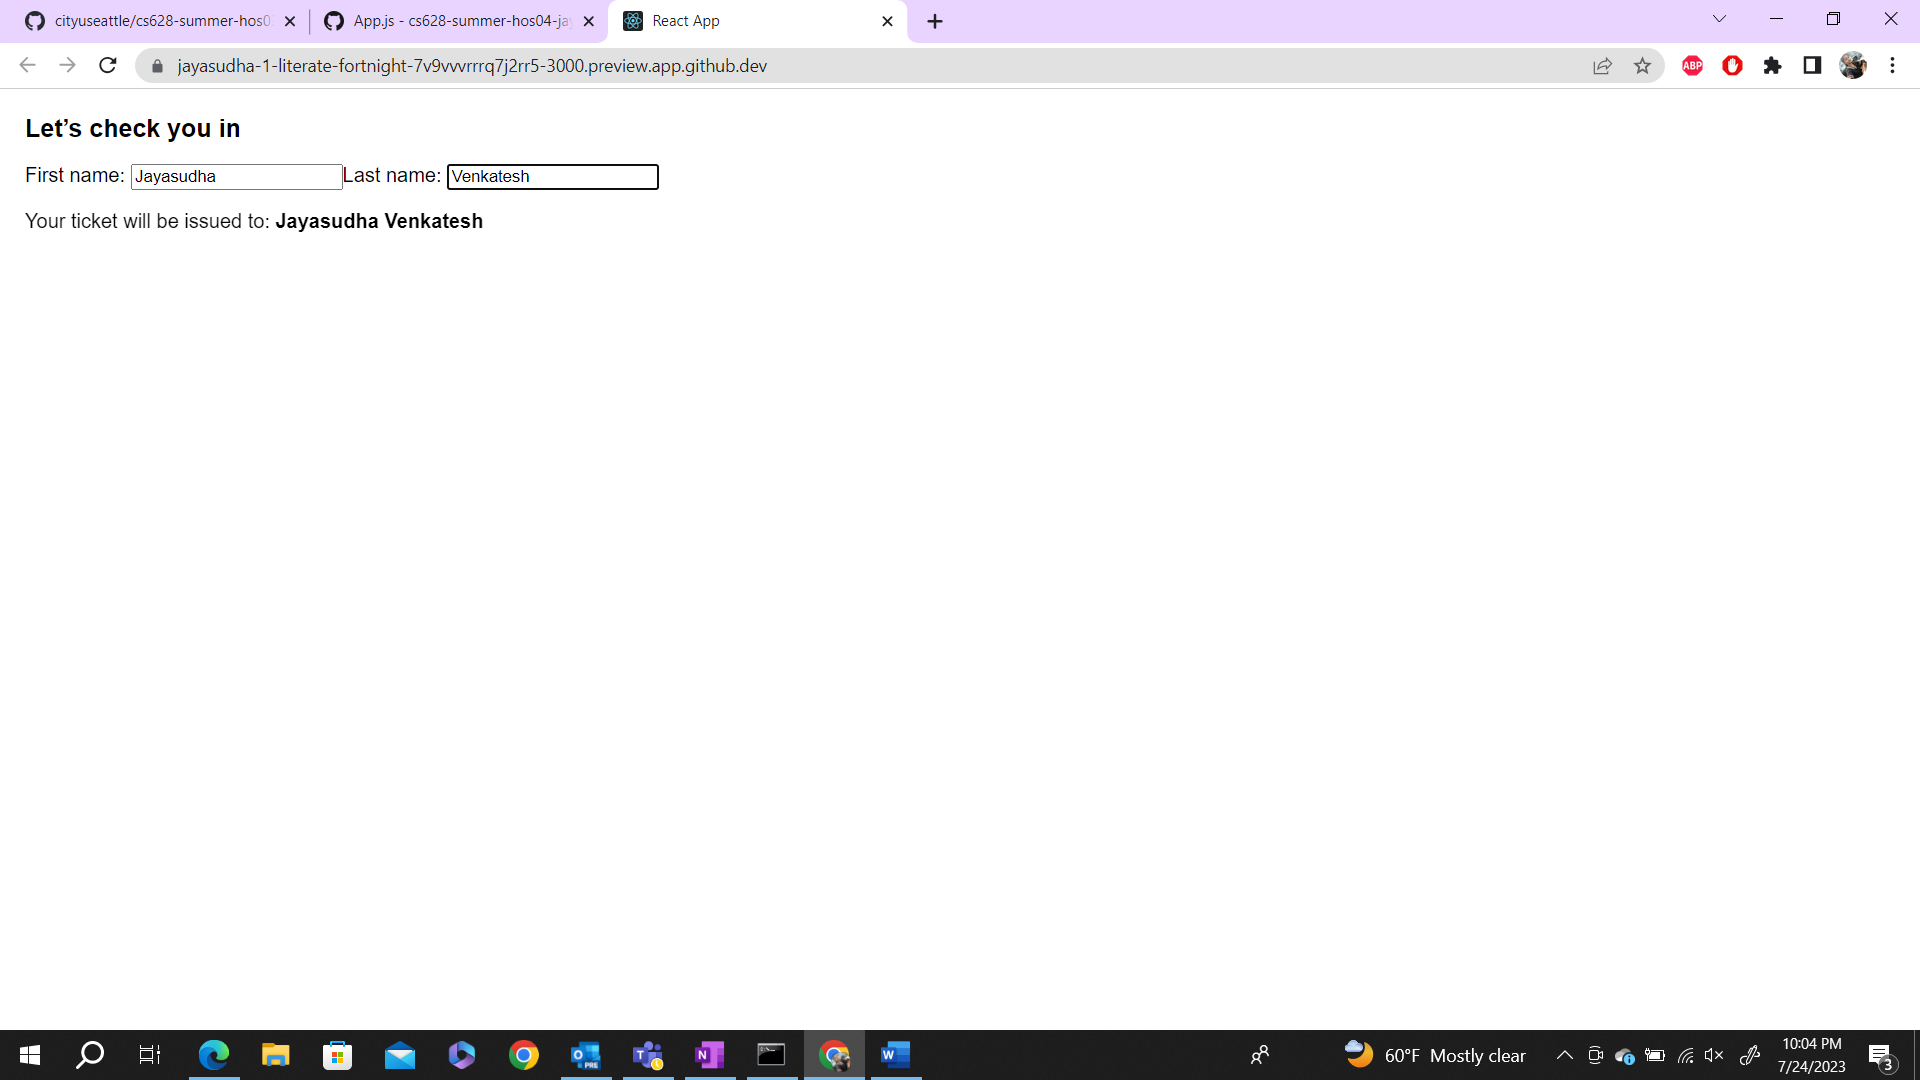 cityuseattle/cs628-summer-hos0
App.js - cs628-summer-hos04-ja
React App
jayasudha-1-literate-fortnight-7v9vvvrrrq7j2rr5-3000.preview.app.github.dev
ABP
Let’s check you in
First name: Jayasudha Last name: Venkatesh
Your ticket will be issued to: Jayasudha Venkatesh
60°F Mostly clear
10:04 PM
7/24/2023
3